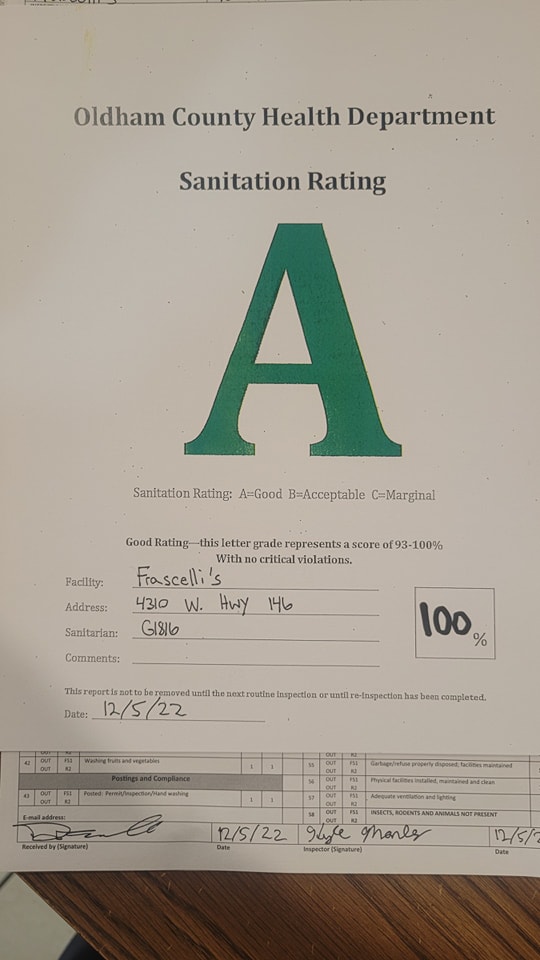 Oldham County Health Department
Sanitation Rating
A
Sanitation Rating: A=Good B=Acceptable C=Marginal
Good Rating—this letter grade represents a score of 93-100%
With no critical violations.
Facility: Frascelli's
Address: 4310 W. Hwy 146
Sanitarian: G1816
100 %
Comments:
This report is not to be removed until the next routine inspection or until re-inspection has been completed.
Date: 12/5/22
42 OUT FS1 R2 Washing fruits and vegetables 1 1
Postings and Compliance
43 OUT OUT FS1 R2 Posted: Permit/Inspection/Hand washing 1 1
55 OUT OUT FS1 R2 Garbage/refuse properly disposed; facilities maintained
56 OUT OUT FS1 R2 Physical facilities installed, maintained and clean
57 OUT OUT FS1 R2 Adequate ventilation and lighting
58 OUT OUT FS1 R2 INSECTS, RODENTS AND ANIMALS NOT PRESENT
E-mail address:
12/5/22 Kyle
Received by (Signature) Date Inspector (Signature) Date